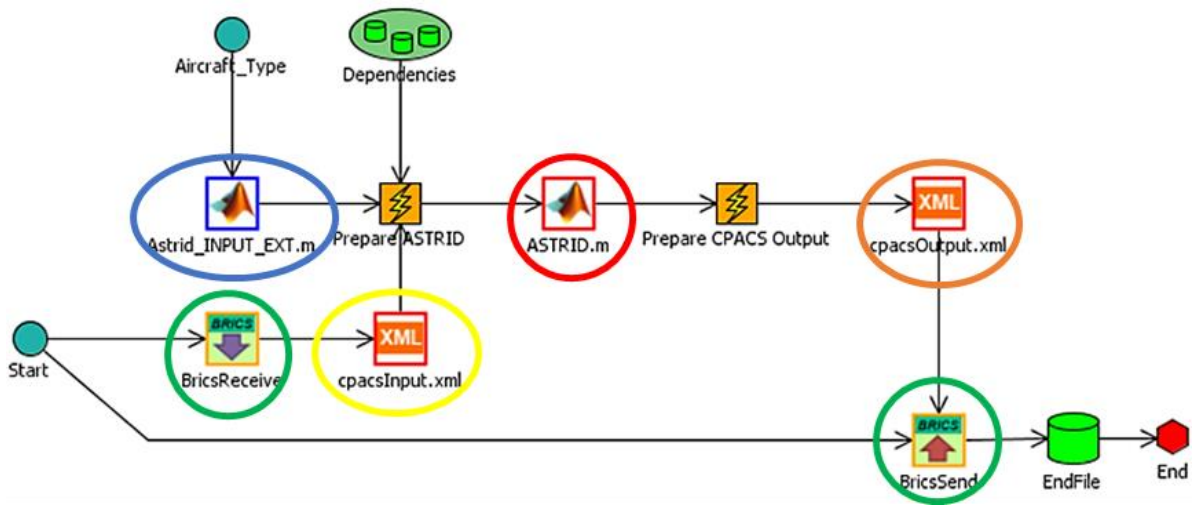 Aircraft_Type
Dependencies
Astrid_INPUT_EXT.m
Prepare ASTRID
ASTRID.m
Prepare CPACS Output
XML
cpacsOutput.xml
Start
BRICS
BricsReceive
XML
cpacsInput.xml
BRICS
BricsSend
EndFile
End